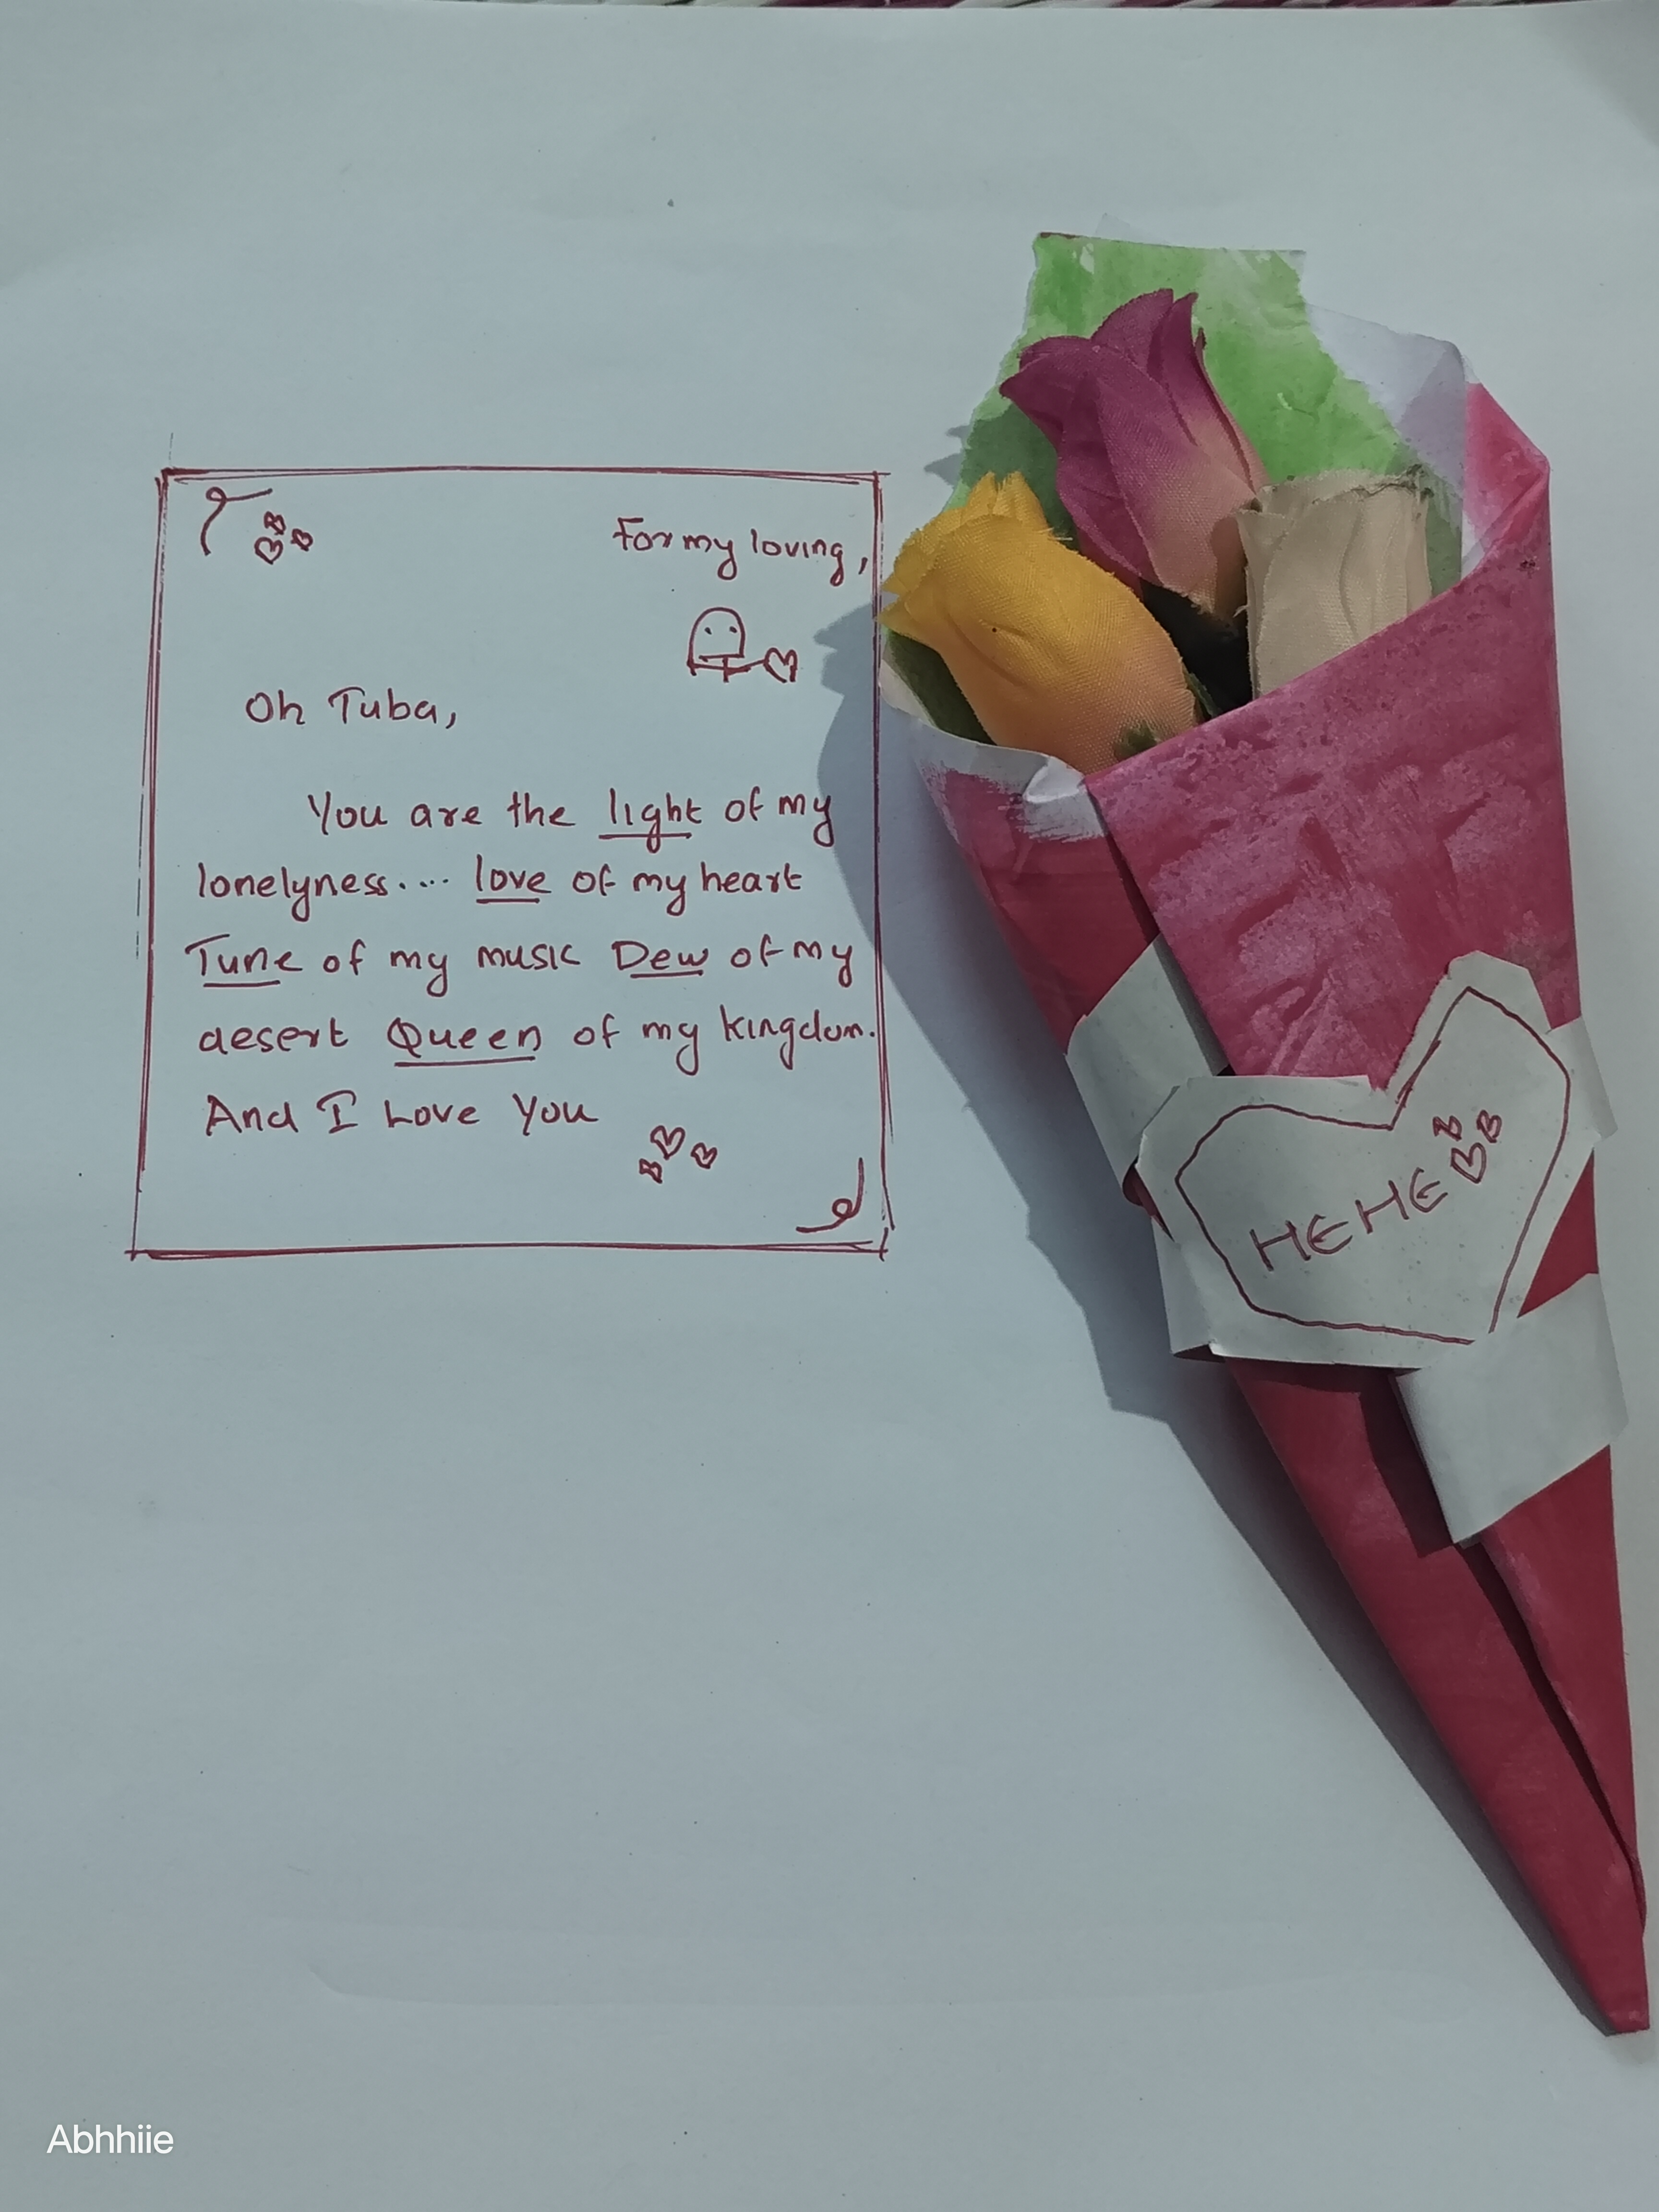 For my loving,
Oh Tuba,
You are the light of my
lonelyness.... love of my heart
Tune of my music Dew of my
desert Queen of my kingdom.
And I Love You
HEHE
Abhhiie